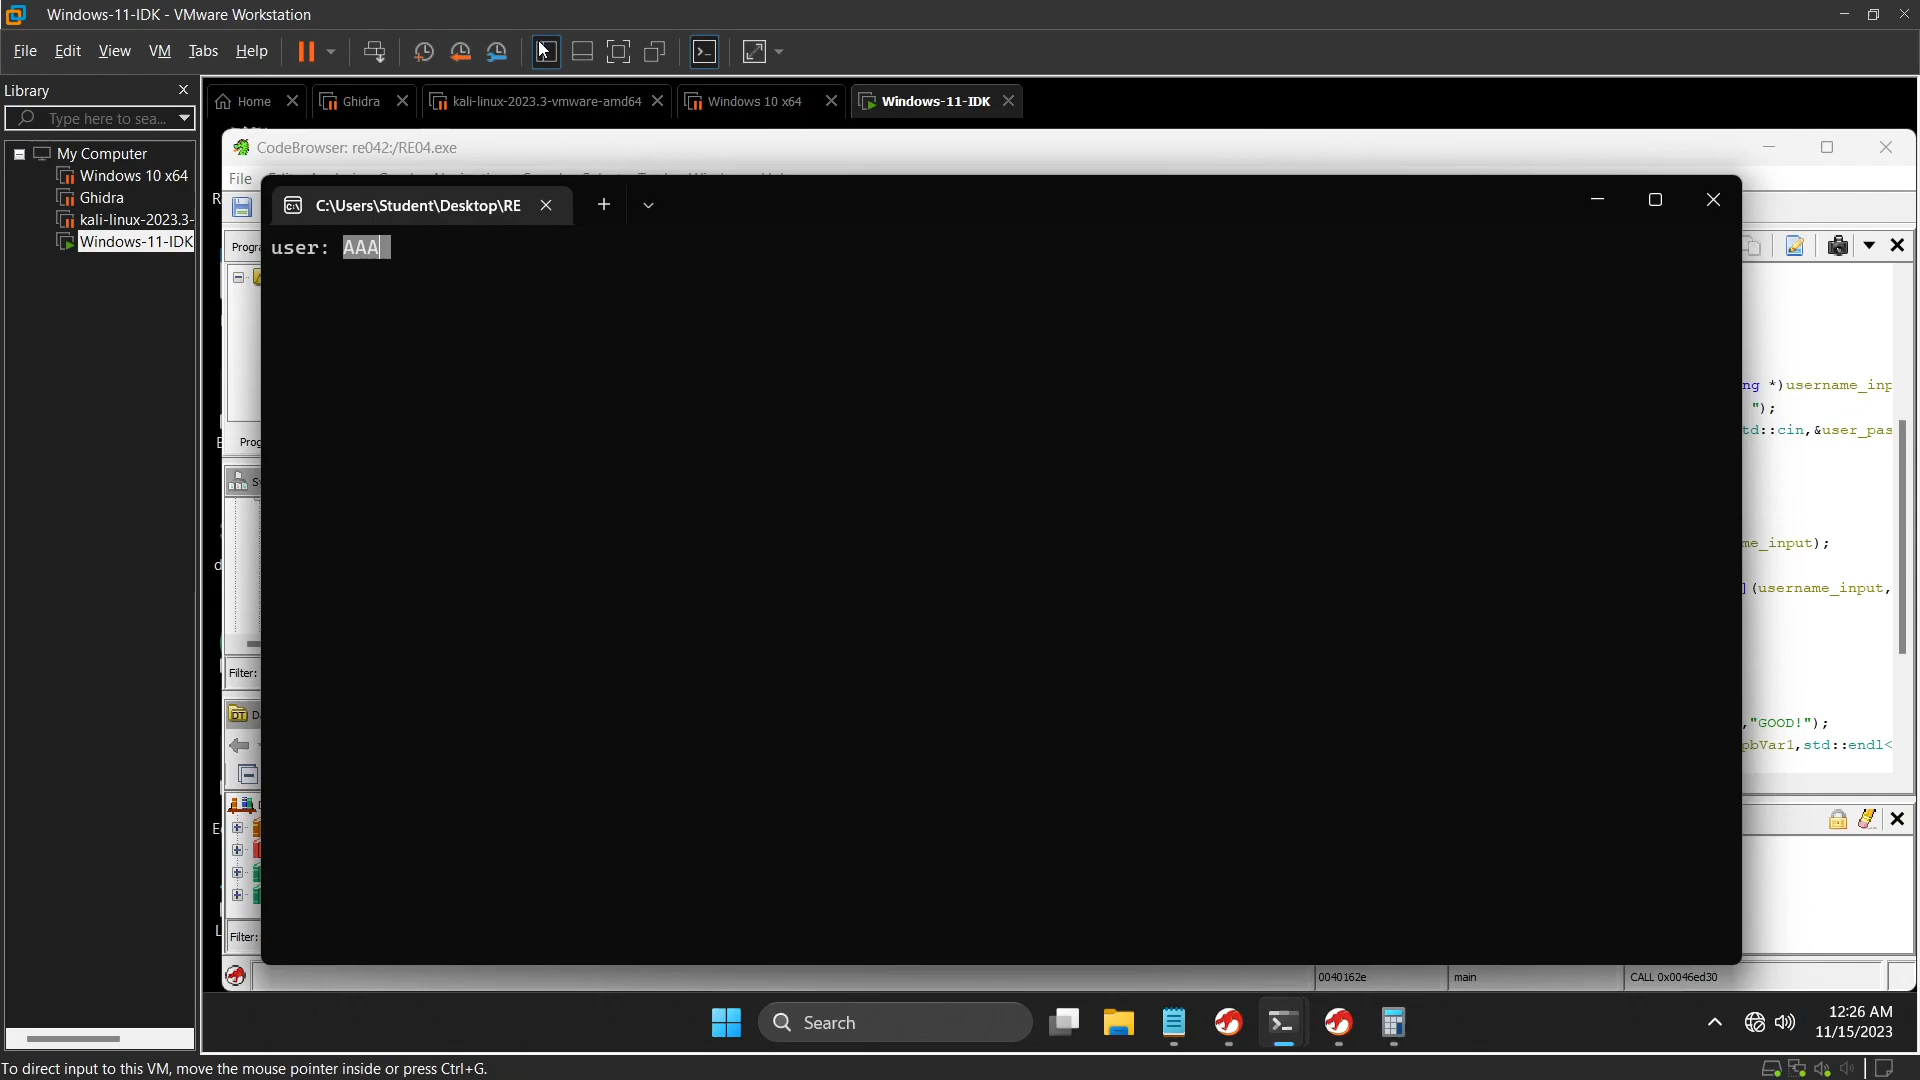 Windows-11-IDK - VMware Workstation
File Edit View VM Tabs Help
Library
Home Ghidra kali-linux-2023.3-vmware-amd64 Windows 10 x64 Windows-11-IDK
Type here to sea...
My Computer
Windows 10 x64
Ghidra
kali-linux-2023.3-
Windows-11-IDK
CodeBrowser: re042:/RE04.exe
File
C:\Users\Student\Desktop\RE
user: AAA
Progra
ng *)username_inp
");
td::cin,&user_pas
Prog
me_input);
](username_input,
Filter:
DT D
,"GOOD!");
pbVar1,std::endl<
Filter:
0040162e main CALL 0x0046ed30
Search
12:26 AM
11/15/2023
To direct input to this VM, move the mouse pointer inside or press Ctrl+G.